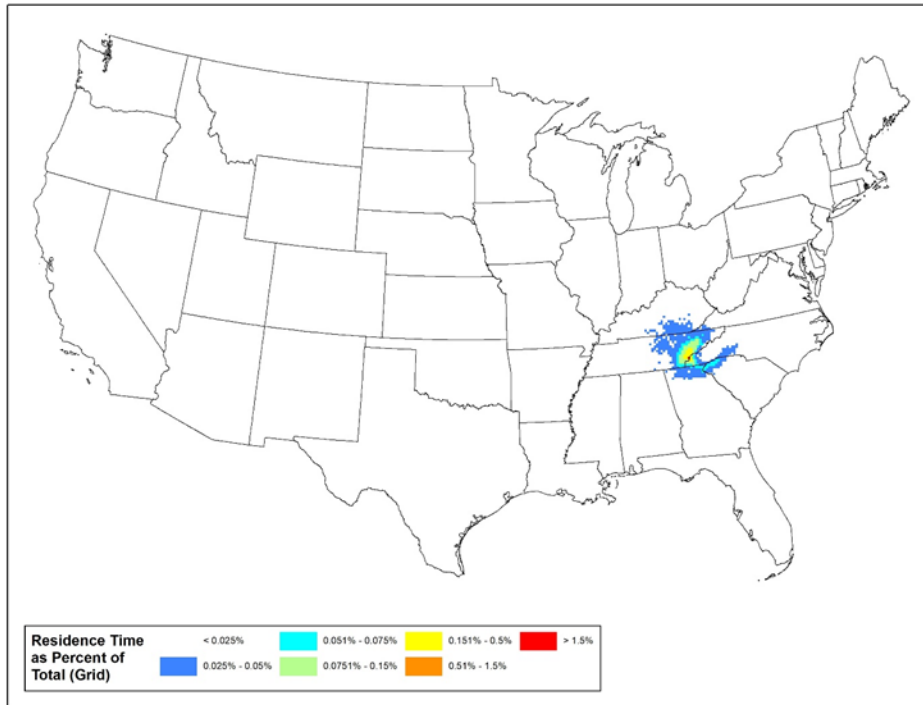 Residence Time
as Percent of
Total (Grid)
< 0.025%
0.025% - 0.05%
0.051% - 0.075%
0.0751% - 0.15%
0.151% - 0.5%
0.51% - 1.5%
> 1.5%